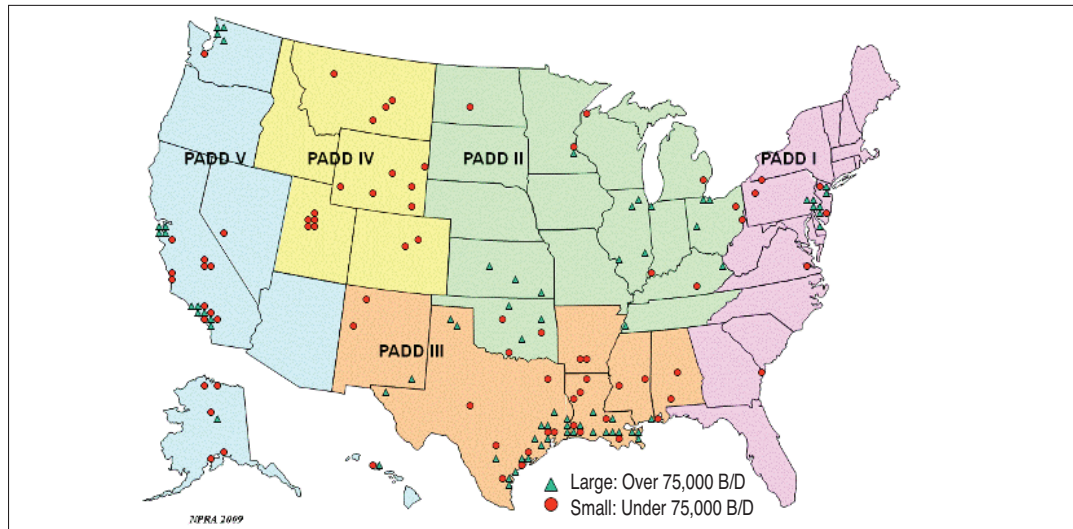 PADD V
PADD IV
PADD II
PADD I
PADD III
Large: Over 75,000 B/D
Small: Under 75,000 B/D
NPRA 2009